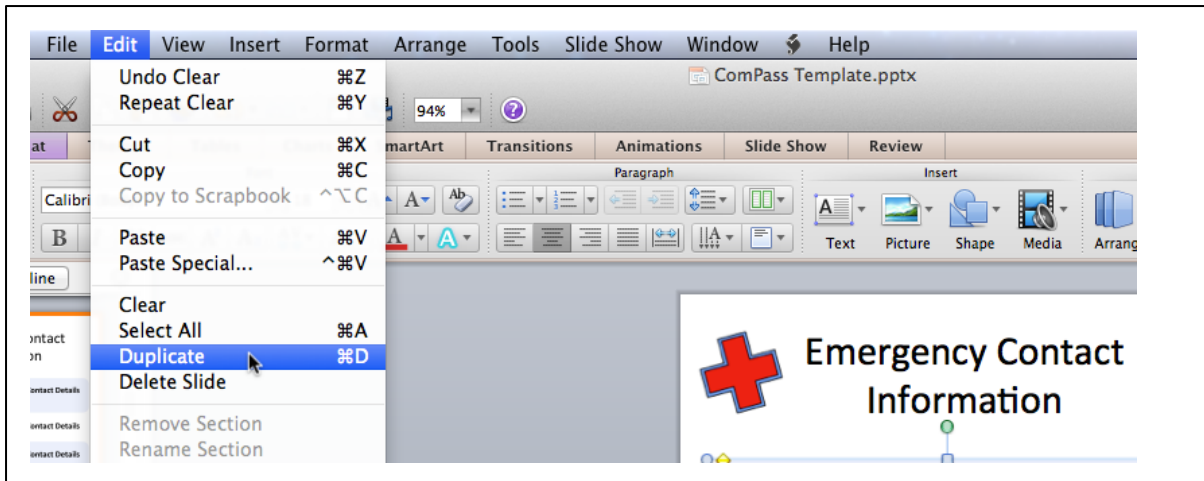 File Edit View Insert Format Arrange Tools Slide Show Window Help
ComPass Template.pptx
Undo Clear ⌘Z
Repeat Clear ⌘Y
94% ?
at SmartArt Transitions Animations Slide Show Review
Cut ⌘X
Copy ⌘C
Copy to Scrapbook ^⌥C
Paragraph Insert
Calibri
Paste ⌘V
Paste Special... ^⌘V
B A A
Text Picture Shape Media Arrang
line
Clear
Select All ⌘A
Duplicate ⌘D
Delete Slide
Remove Section
Rename Section
ontact
on
ontact Details
ontact Details
ontact Details
Emergency Contact
Information